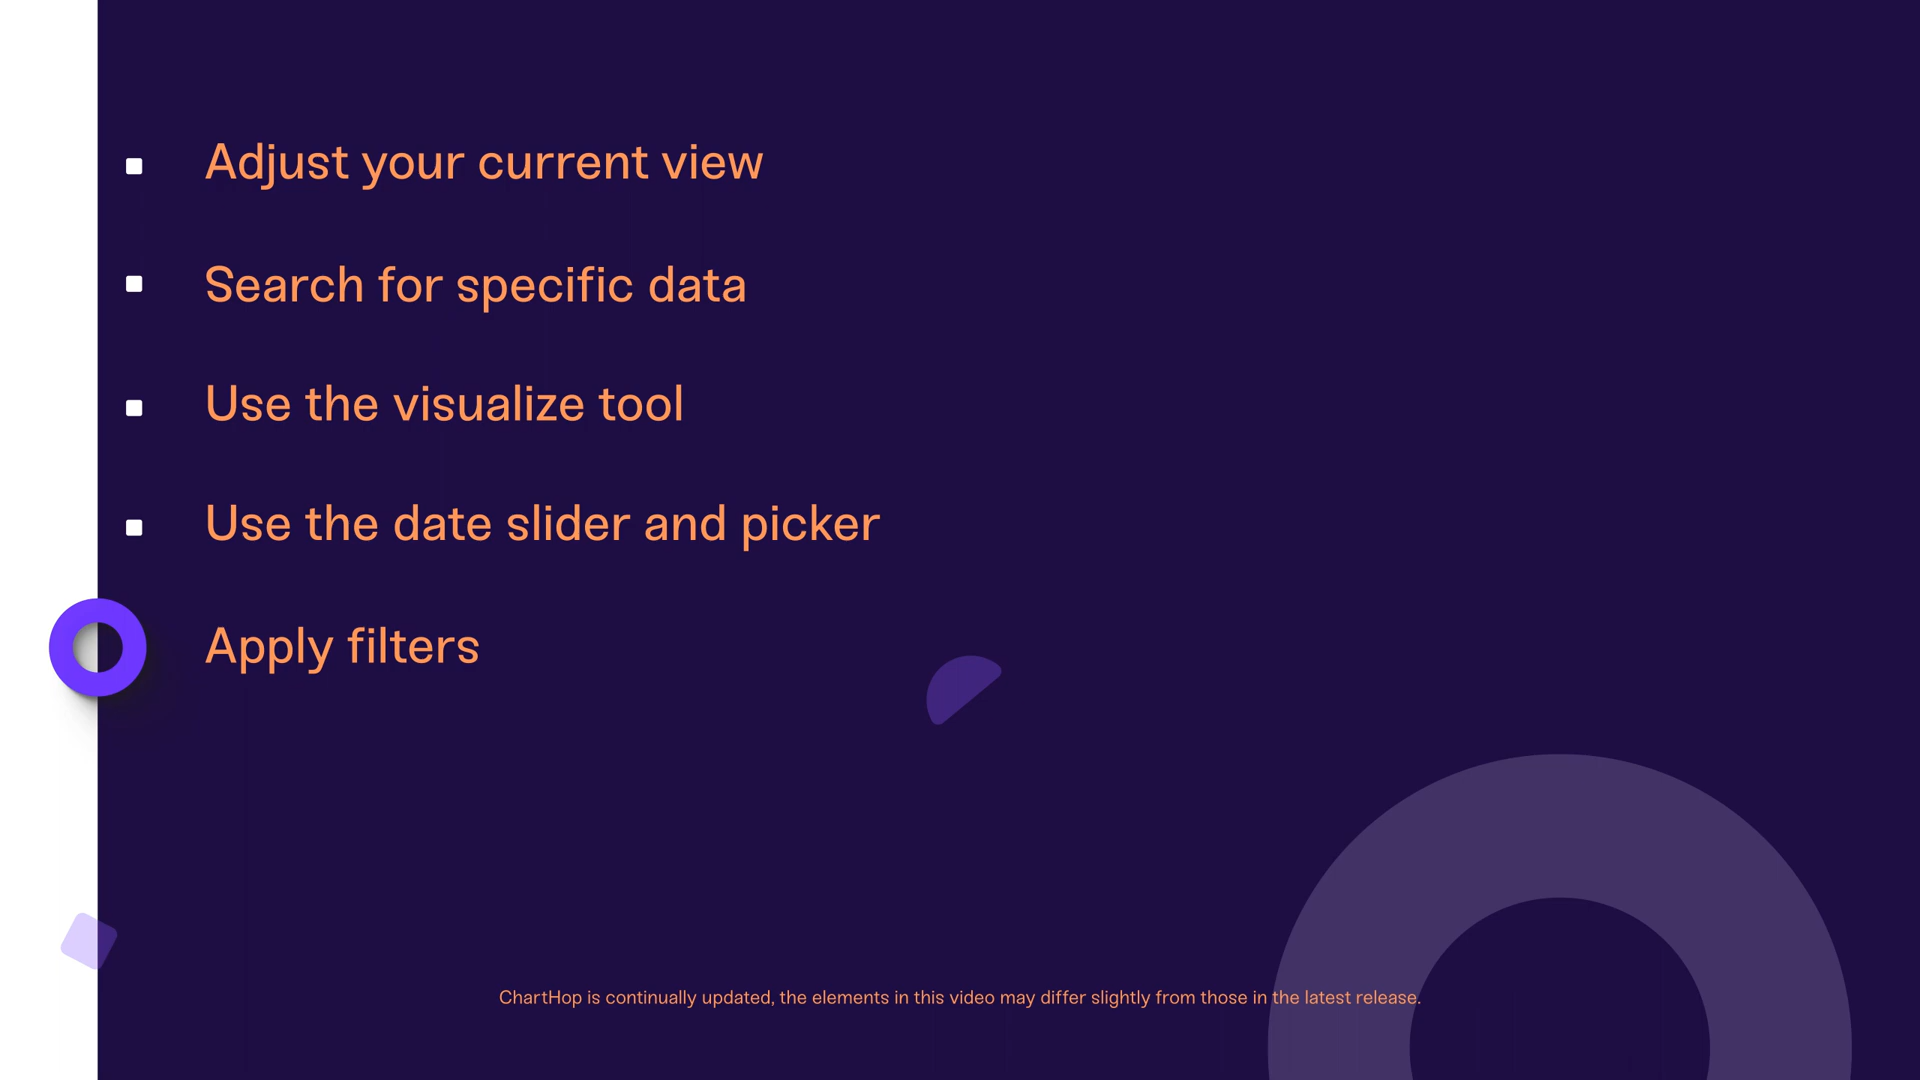 Adjust your current view
Search for specific data
Use the visualize tool
Use the date slider and picker
Apply filters
ChartHop is continually updated, the elements in this video may differ slightly from those in the latest release.